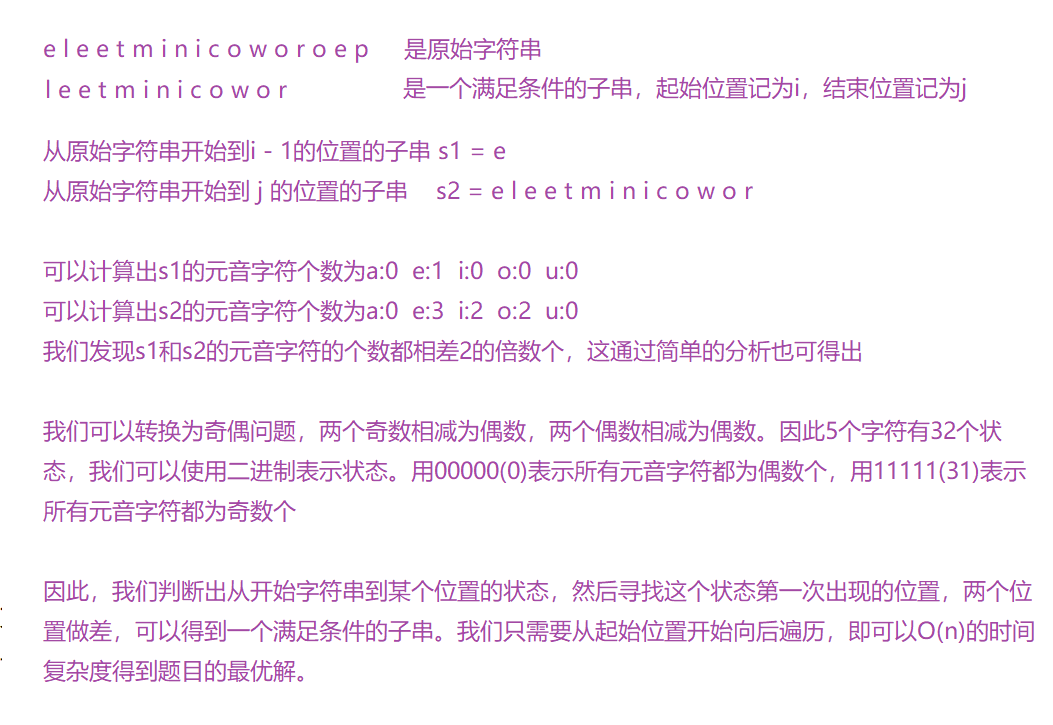 e l e e t m i n i c o w o r o e p 是原始字符串
l e e t m i n i c o w o r 是一个满足条件的子串，起始位置记为i，结束位置记为j
从原始字符串开始到i - 1的位置的子串 s1 = e
从原始字符串开始到 j 的位置的子串 s2 = e l e e t m i n i c o w o r
可以计算出s1的元音字符个数为a:0 e:1 i:0 o:0 u:0
可以计算出s2的元音字符个数为a:0 e:3 i:2 o:2 u:0
我们发现s1和s2的元音字符的个数都相差2的倍数个，这通过简单的分析也可得出
我们可以转换为奇偶问题，两个奇数相减为偶数，两个偶数相减为偶数。因此5个字符有32个状
态，我们可以使用二进制表示状态。用00000(0)表示所有元音字符都为偶数个，用11111(31)表示
所有元音字符都为奇数个
因此，我们判断出从开始字符串到某个位置的状态，然后寻找这个状态第一次出现的位置，两个位
置做差，可以得到一个满足条件的子串。我们只需要从起始位置开始向后遍历，即可以O(n)的时间
复杂度得到题目的最优解。